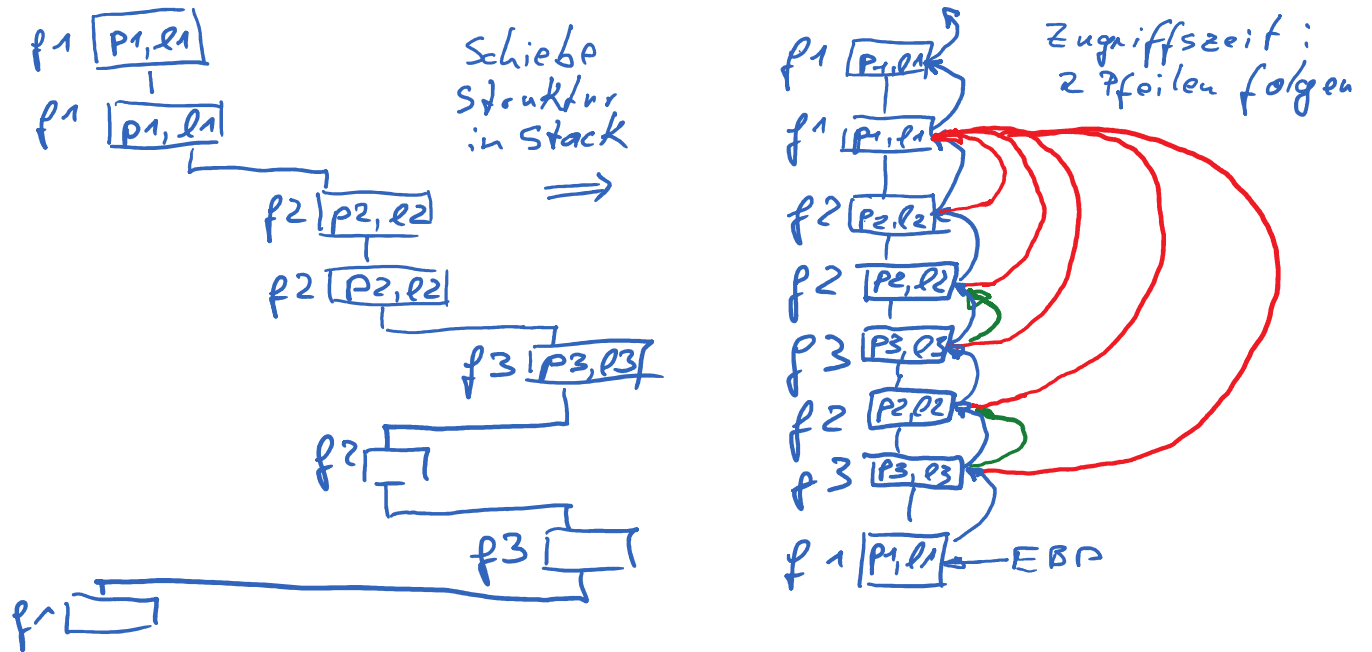 f1 p1, l1
f1 p1, l1
f2 p2, l2
f2 p2, l2
f3 p3, l3
f2
f3
f1
Schiebe
Struktur
in Stack
⇒
f1 p1, l1
f1 p1, l1
f2 p2, l2
f2 p2, l2
f3 p3, l3
f2 p2, l2
f3 p3, l3
f1 p1, l1
EBP
Zugriffszeit :
2 Pfeilen folgen